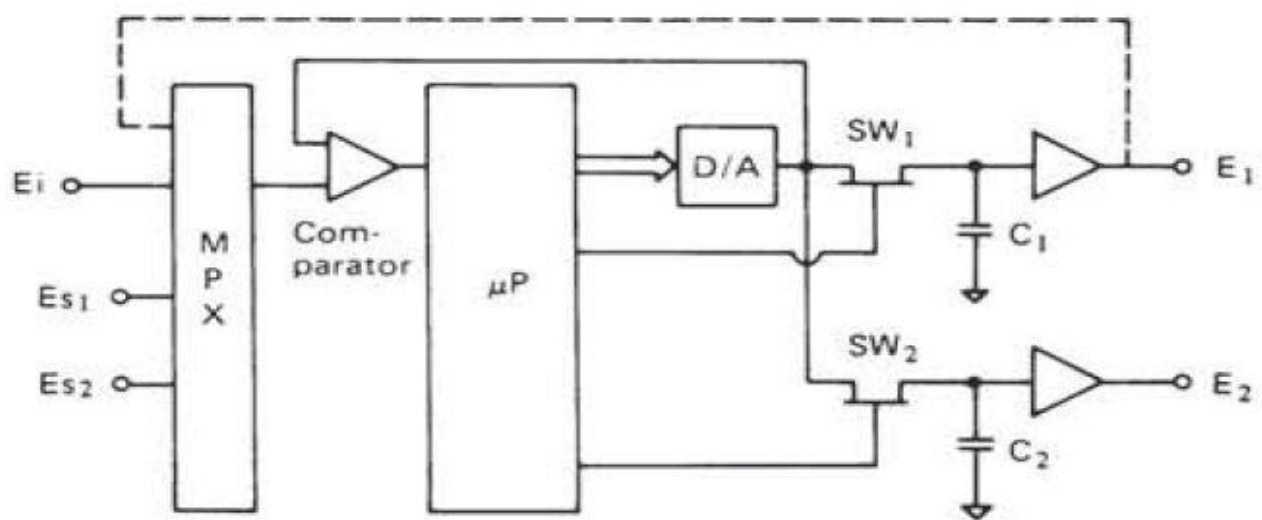 Ei
Es1
Es2
M
P
X
Com-
parator
μP
D/A
SW1
C1
E1
SW2
C2
E2